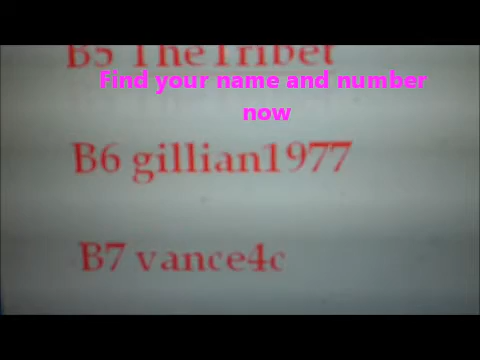 B5 TheTribet
Find your name and number
now
B6 gillian1977
B7 vance4c